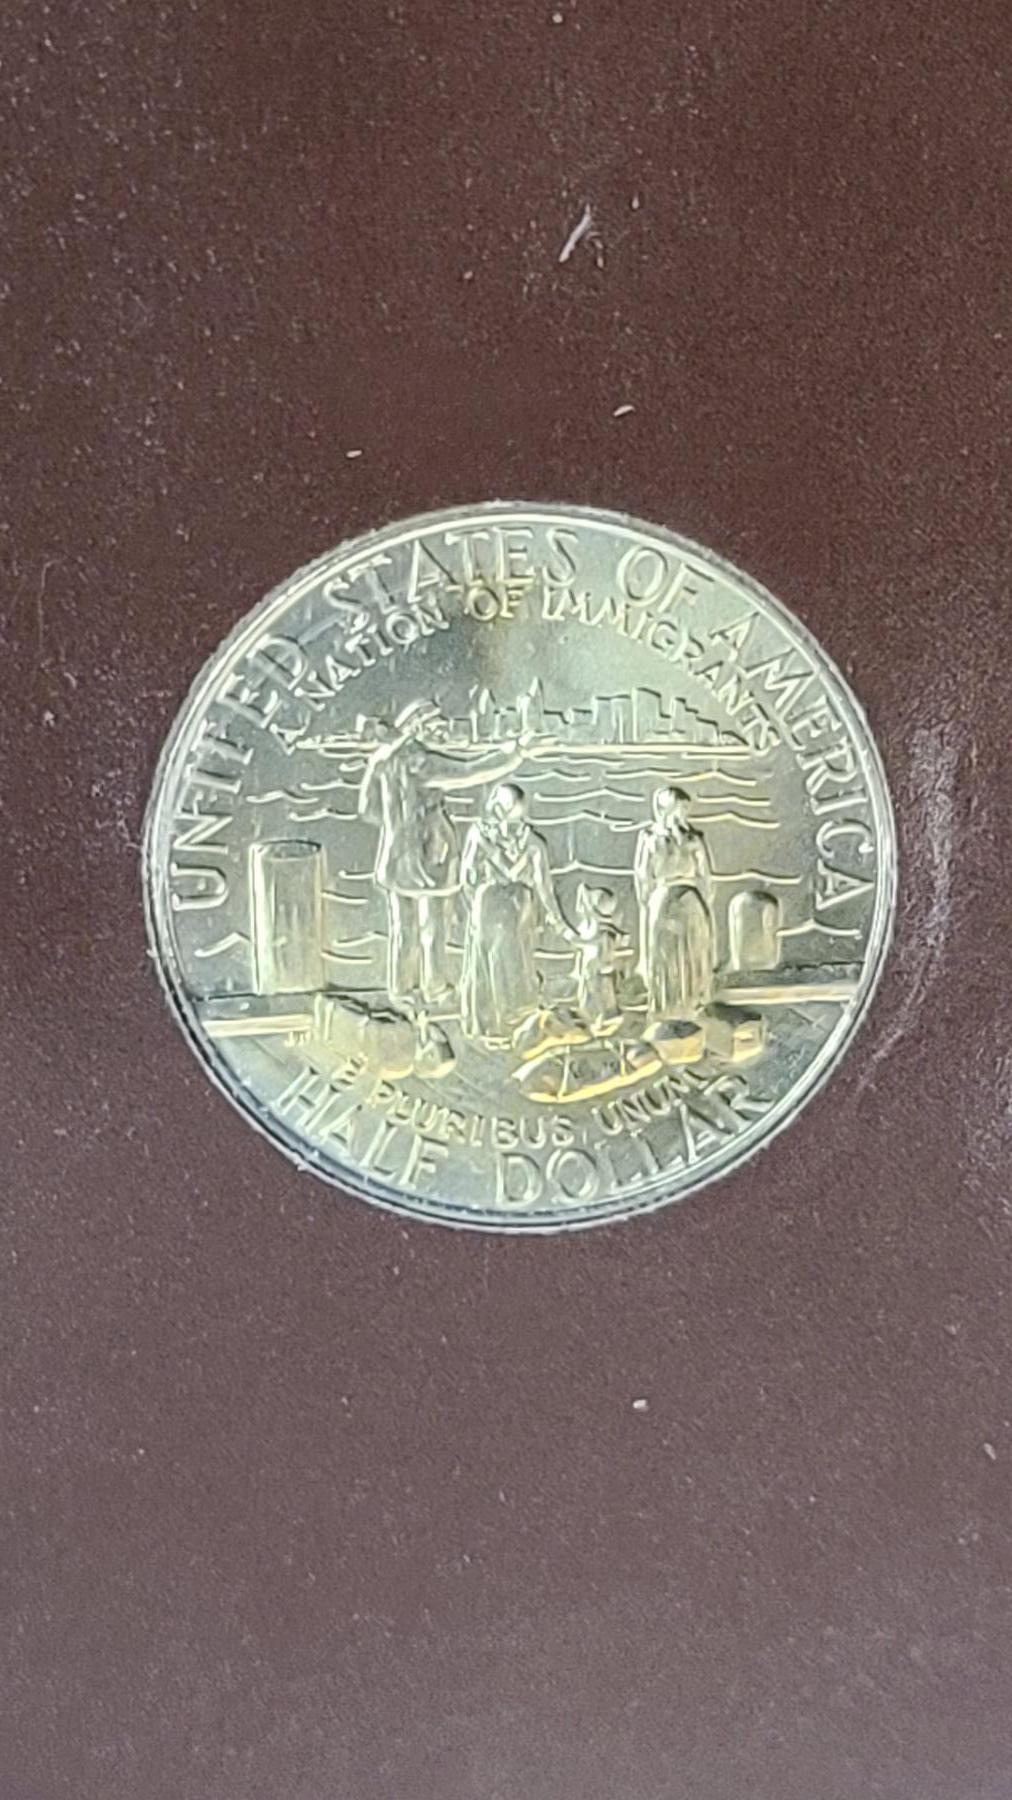 UNITED STATES OF AMERICA
A NATION OF IMMIGRANTS
E PLURIBUS UNUM
HALF DOLLAR